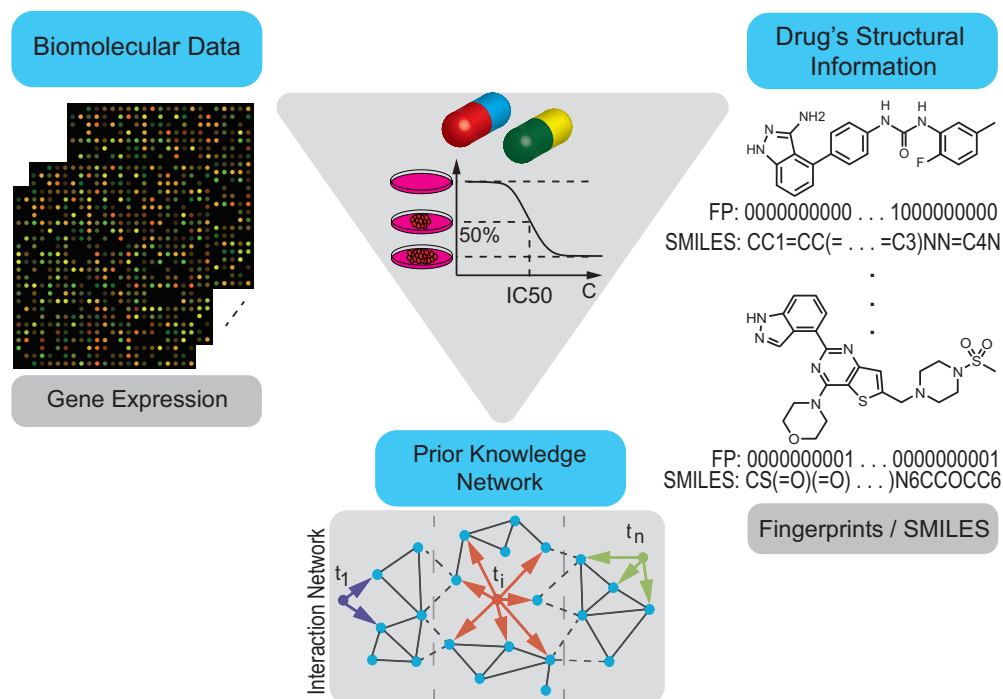 Biomolecular Data
Gene Expression
50%
IC50
C
Drug's Structural
Information
NH2
N
HN
H
N
O
H
N
F
FP: 0000000000 . . . 1000000000
SMILES: CC1=CC(= . . . =C3)NN=C4N
.
.
.
HN
N
N
N
S
N
O
N
N
S
O
O
FP: 0000000001 . . . 0000000001
SMILES: CS(=O)(=O) . . . )N6CCOCC6
Fingerprints / SMILES
Prior Knowledge
Network
Interaction Network
t1
ti
tn